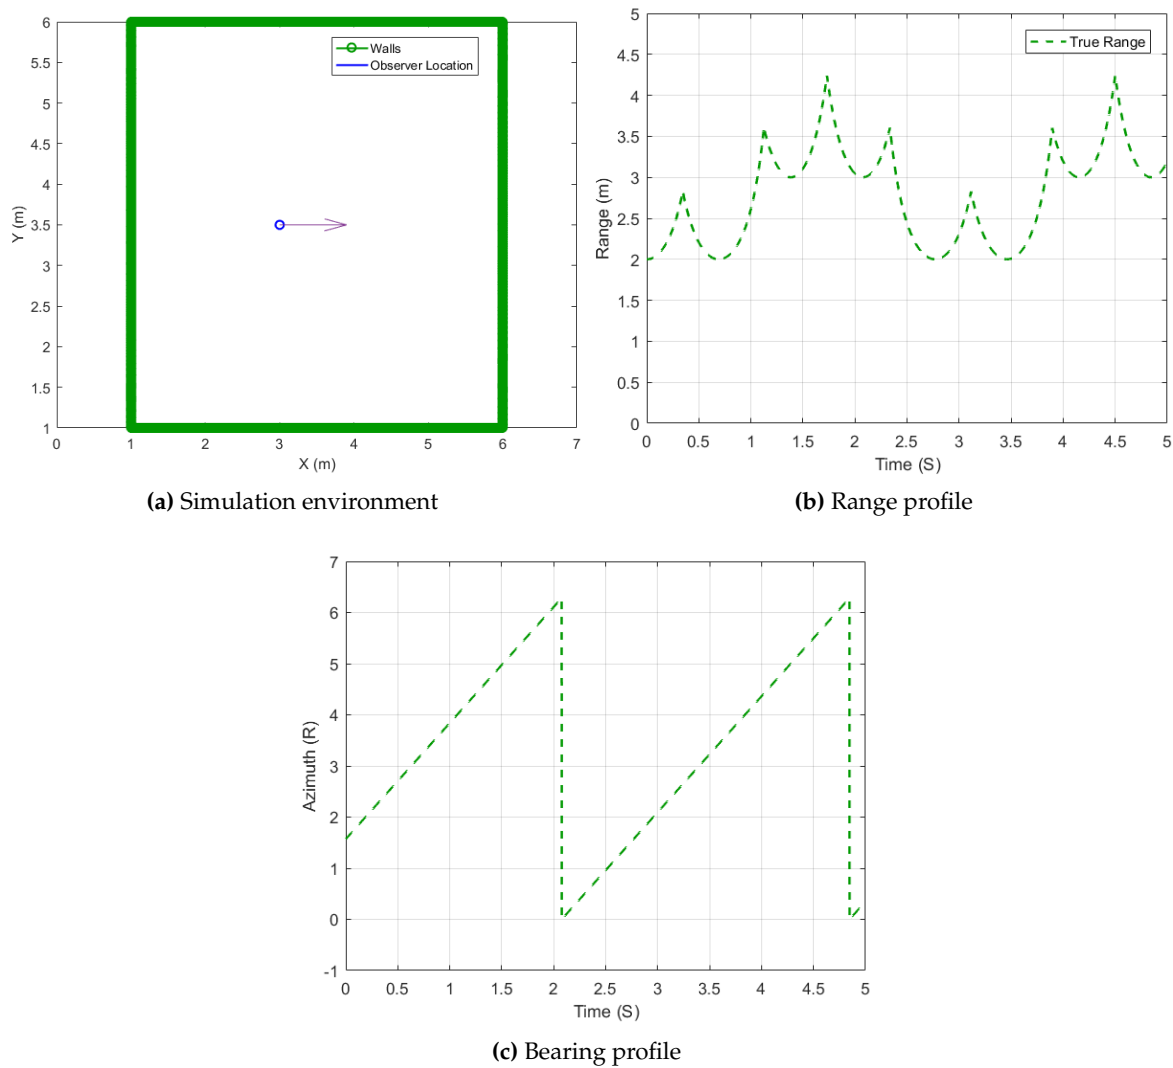 6
5.5
5
4.5
4
3.5
3
2.5
2
1.5
1
Y (m)
Walls
Observer Location
0 1 2 3 4 5 6 7
X (m)
(a) Simulation environment
5
4.5
4
3.5
3
2.5
2
1.5
1
0.5
0
Range (m)
True Range
0 0.5 1 1.5 2 2.5 3 3.5 4 4.5 5
Time (S)
(b) Range profile
7
6
5
4
3
2
1
0
-1
Azimuth (R)
0 0.5 1 1.5 2 2.5 3 3.5 4 4.5 5
Time (S)
(c) Bearing profile